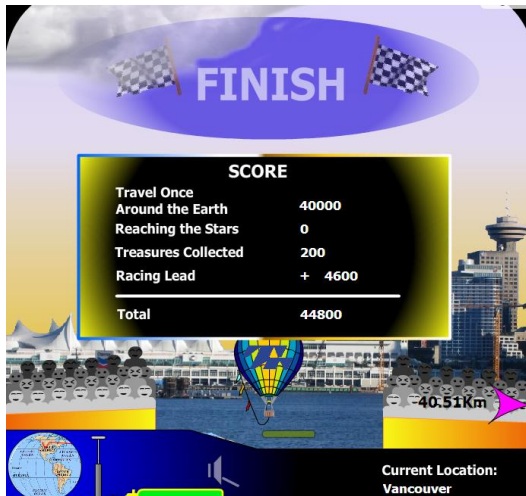 FINISH
SCORE
Travel Once
Around the Earth 40000
Reaching the Stars 0
Treasures Collected 200
Racing Lead + 4600
Total 44800
40.51Km
Current Location:
Vancouver